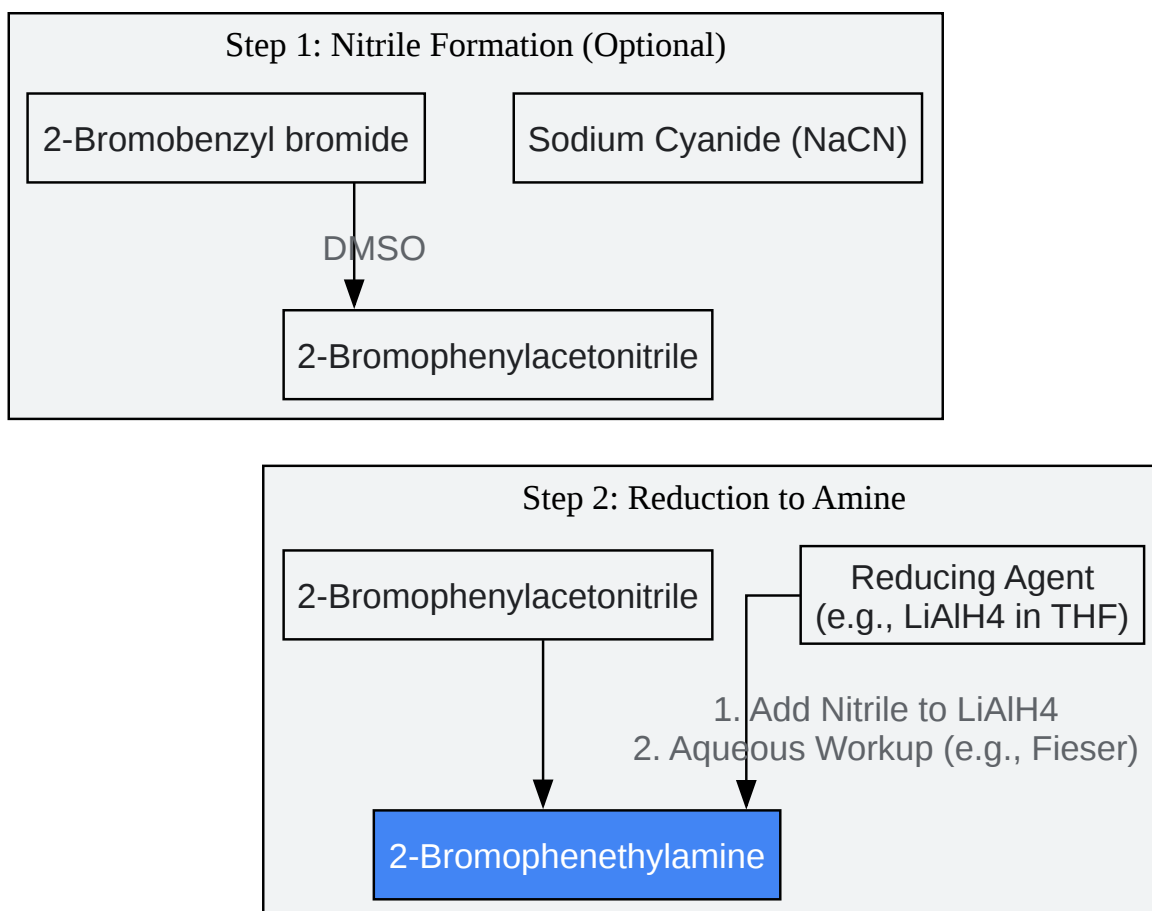 Step 1: Nitrile Formation (Optional)
2-Bromobenzyl bromide
Sodium Cyanide (NaCN)
DMSO
2-Bromophenylacetonitrile
Step 2: Reduction to Amine
2-Bromophenylacetonitrile
Reducing Agent
(e.g., LiAlH4 in THF)
1. Add Nitrile to LiAlH4
2. Aqueous Workup (e.g., Fieser)
2-Bromophenethylamine